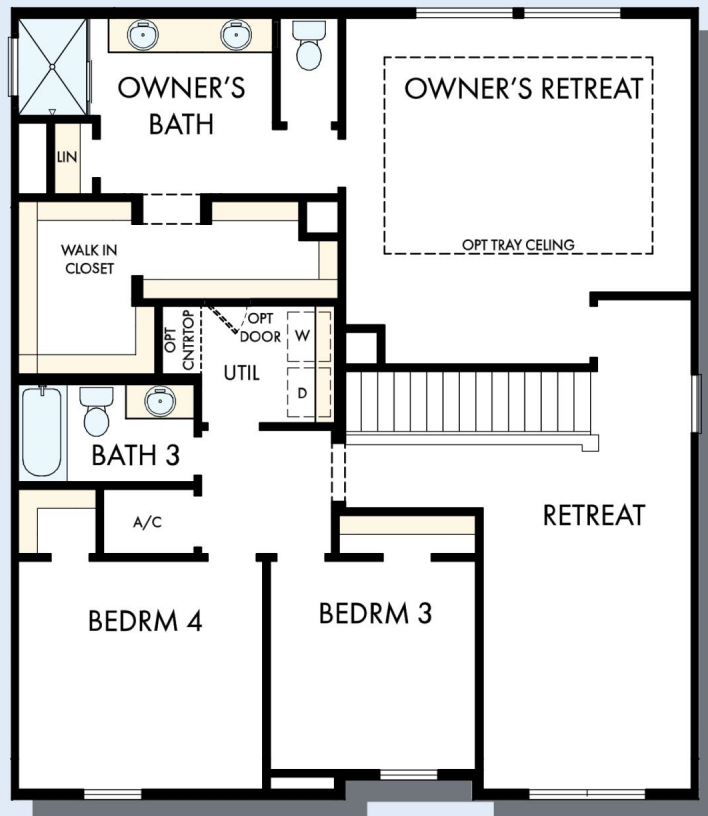 OWNER'S
BATH
OWNER'S RETREAT
LIN
OPT TRAY CELING
WALK IN
CLOSET
OPT
CNTRTOP
OPT
DOOR
W
UTIL
D
BATH 3
A/C
RETREAT
BEDRM 4
BEDRM 3